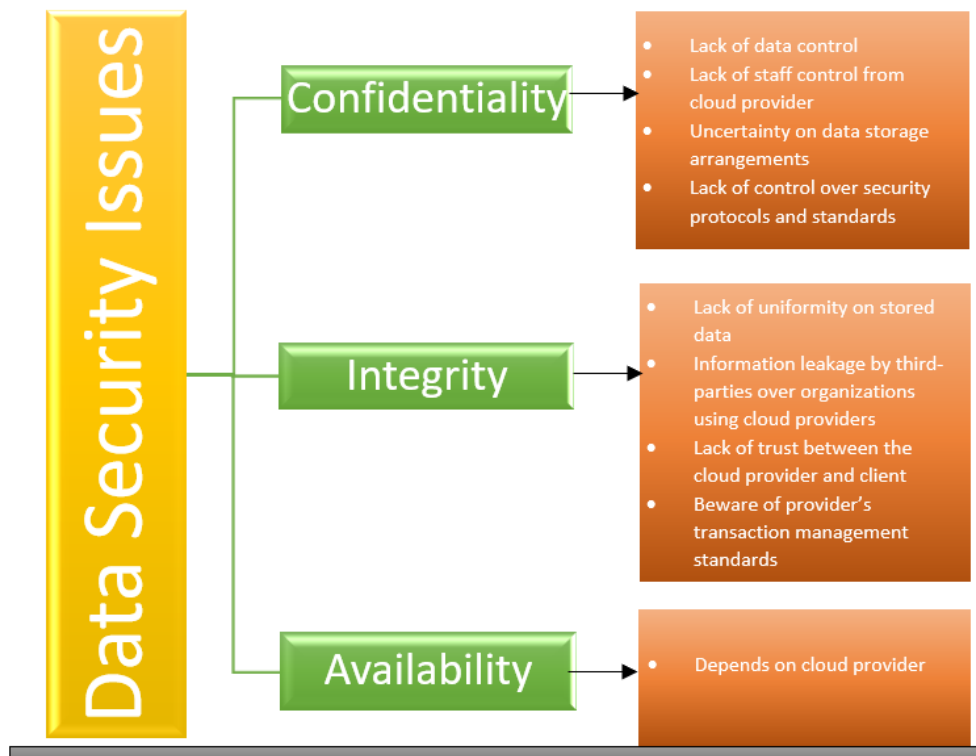 Data Security Issues
Confidentiality
• Lack of data control
• Lack of staff control from
cloud provider
• Uncertainty on data storage
arrangements
• Lack of control over security
protocols and standards
Integrity
• Lack of uniformity on stored
data
• Information leakage by third-
parties over organizations
using cloud providers
• Lack of trust between the
cloud provider and client
• Beware of provider’s
transaction management
standards
Availability
• Depends on cloud provider